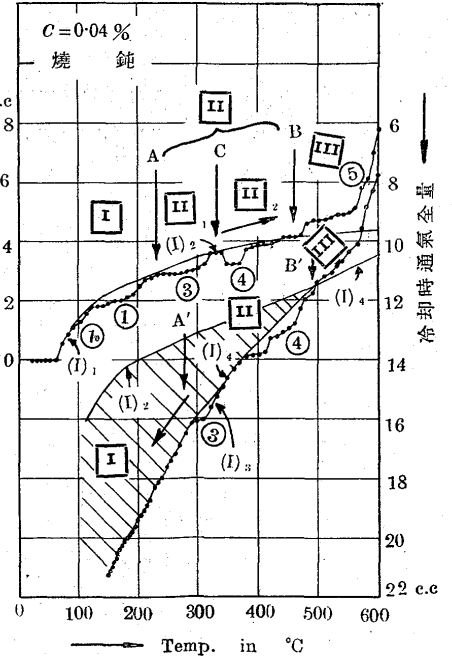 C = 0·04 %
燒 鈍
.c
8
6
4
2
0
6
8
10
12
14
16
18
20
22 c.c
冷却時通氣全量
II
A
C
B
III
5
I
II
II
1
2
(I)2
III
3
4
B′
1
A′
II
(I)4
(I)1
(I)2
(I)4
4
I
3
(I)3
0 100 200 300 400 500 600
Temp. in °C